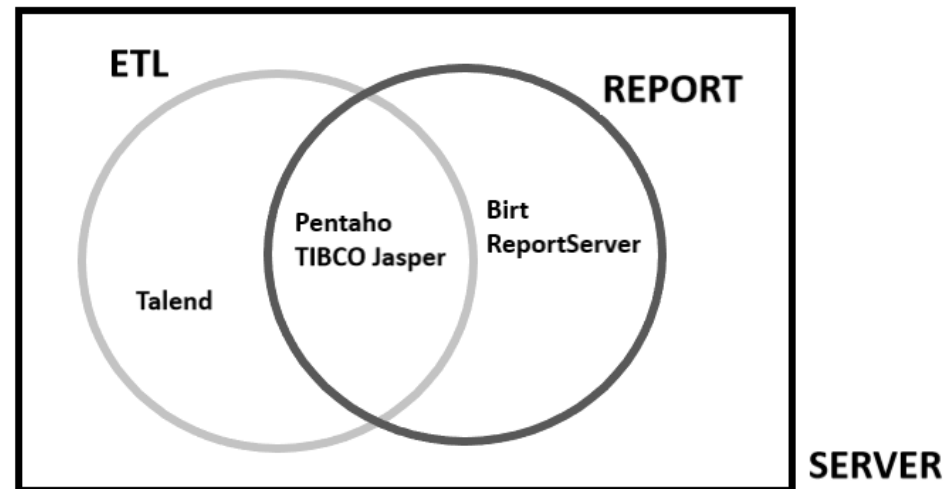 ETL
REPORT
Pentaho
TIBCO Jasper
Birt
ReportServer
Talend
SERVER